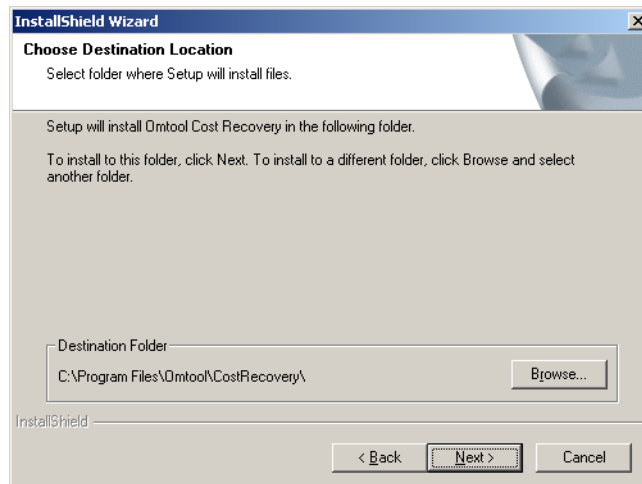 InstallShield Wizard
Choose Destination Location
Select folder where Setup will install files.
Setup will install Omtool Cost Recovery in the following folder.
To install to this folder, click Next. To install to a different folder, click Browse and select
another folder.
Destination Folder
C:\Program Files\Omtool\CostRecovery\
Browse...
InstallShield
< Back
Next >
Cancel